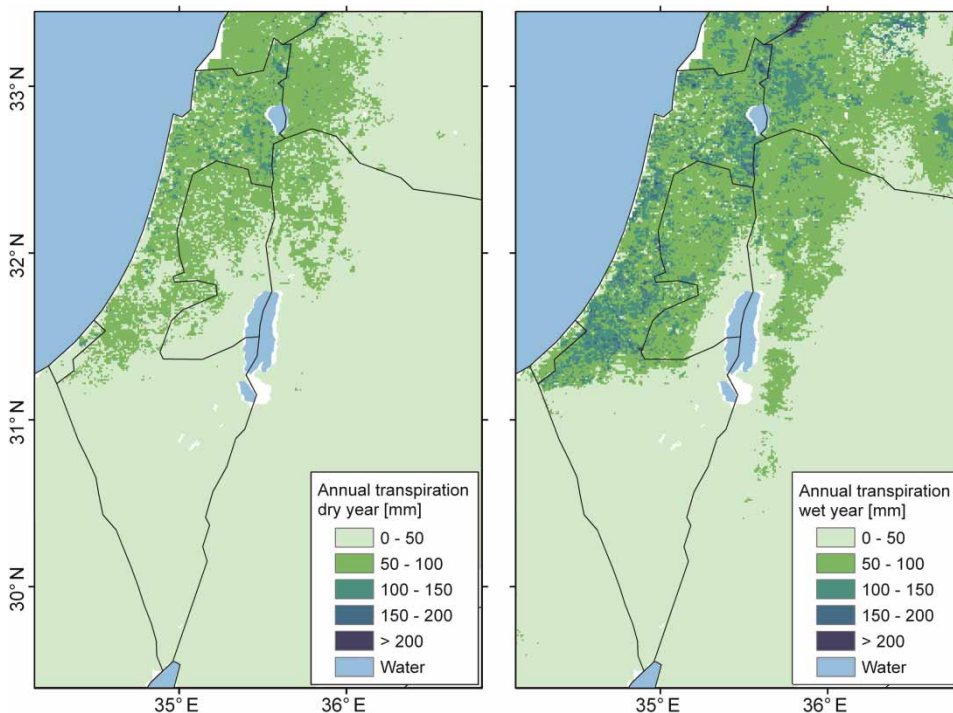 33° N
32° N
31° N
30° N
Annual transpiration
dry year [mm]
0 - 50
50 - 100
100 - 150
150 - 200
> 200
Water
35° E
36° E
Annual transpiration
wet year [mm]
0 - 50
50 - 100
100 - 150
150 - 200
> 200
Water
35° E
36° E